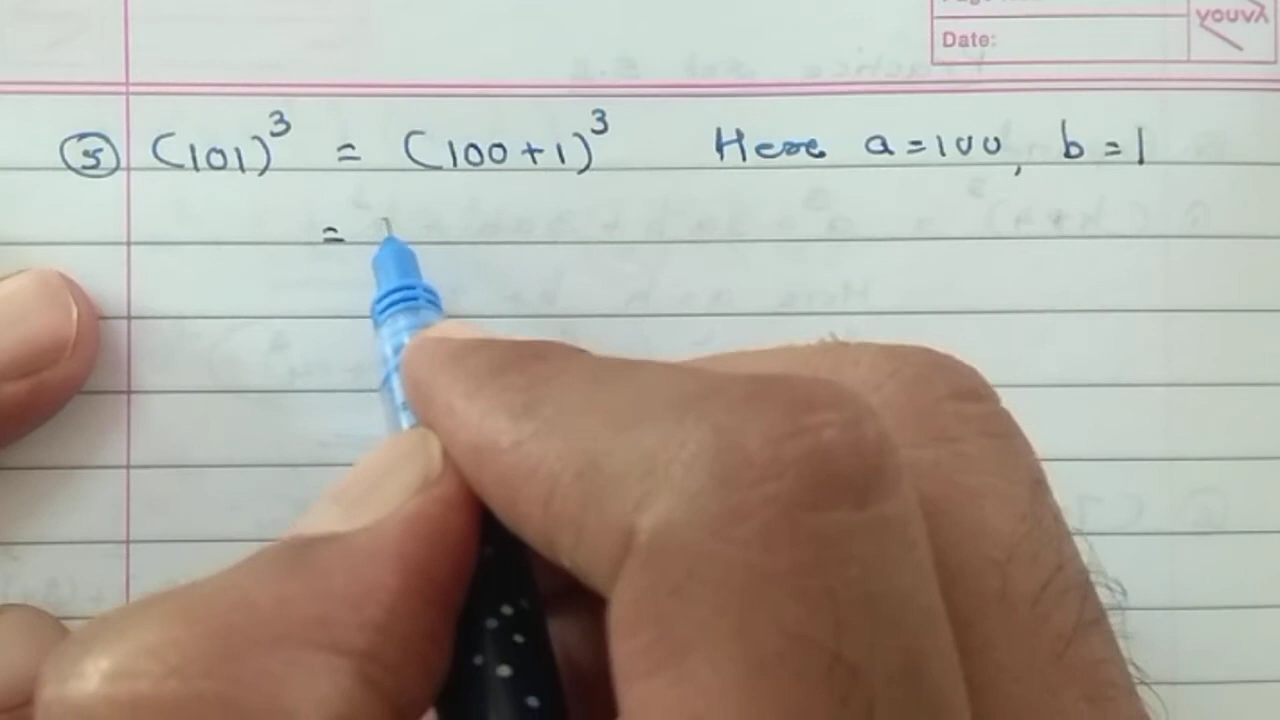 Date:
youva
⑤ (101)³ = (100+1)³ Here a=100, b=1
=